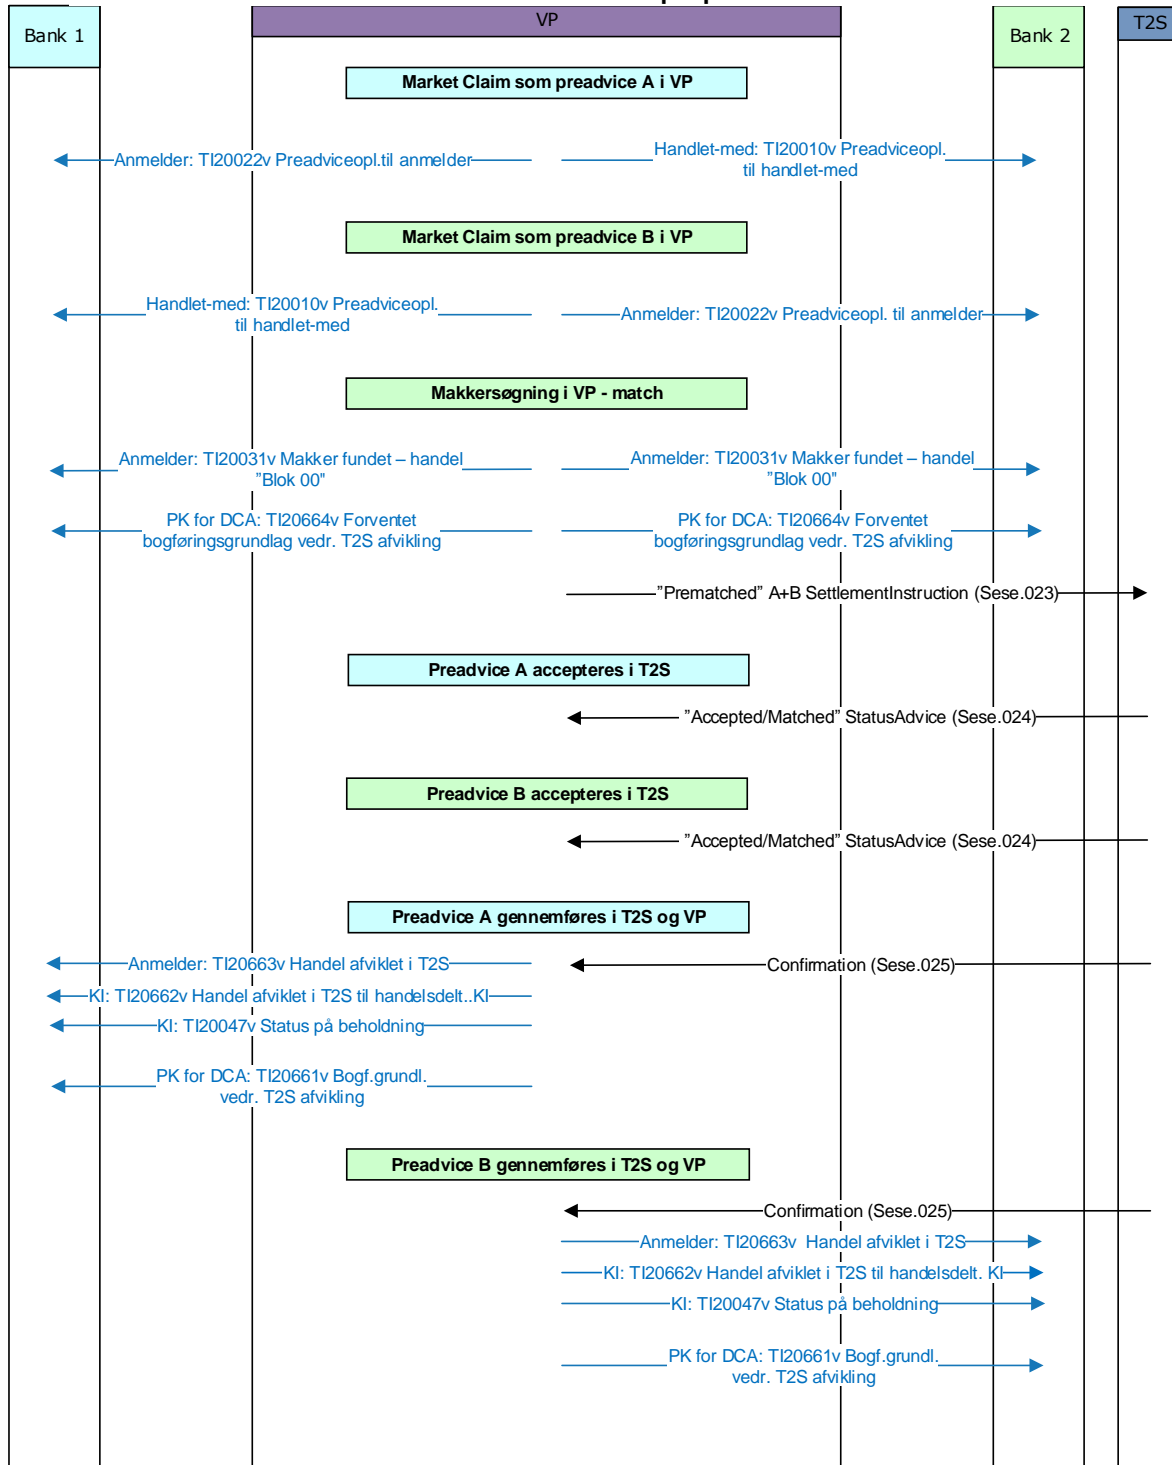 Bank 1
VP
Bank 2
T2S
Market Claim som preadvice A i VP
Anmelder: TI20022v Preadviceopl.til anmelder
Handlet-med: TI20010v Preadviceopl.
til handlet-med
Market Claim som preadvice B i VP
Handlet-med: TI20010v Preadviceopl.
til handlet-med
Anmelder: TI20022v Preadviceopl. til anmelder
Makkersøgning i VP - match
Anmelder: TI20031v Makker fundet – handel
”Blok 00"
Anmelder: TI20031v Makker fundet – handel
”Blok 00"
PK for DCA: TI20664v Forventet
bogføringsgrundlag vedr. T2S afvikling
PK for DCA: TI20664v Forventet
bogføringsgrundlag vedr. T2S afvikling
”Prematched” A+B SettlementInstruction (Sese.023)
Preadvice A accepteres i T2S
”Accepted/Matched” StatusAdvice (Sese.024)
Preadvice B accepteres i T2S
”Accepted/Matched” StatusAdvice (Sese.024)
Preadvice A gennemføres i T2S og VP
Anmelder: TI20663v Handel afviklet i T2S
Confirmation (Sese.025)
KI: TI20662v Handel afviklet i T2S til handelsdelt..KI
KI: TI20047v Status på beholdning
PK for DCA: TI20661v Bogf.grundl.
vedr. T2S afvikling
Preadvice B gennemføres i T2S og VP
Confirmation (Sese.025)
Anmelder: TI20663v Handel afviklet i T2S
KI: TI20662v Handel afviklet i T2S til handelsdelt. KI
KI: TI20047v Status på beholdning
PK for DCA: TI20661v Bogf.grundl.
vedr. T2S afvikling